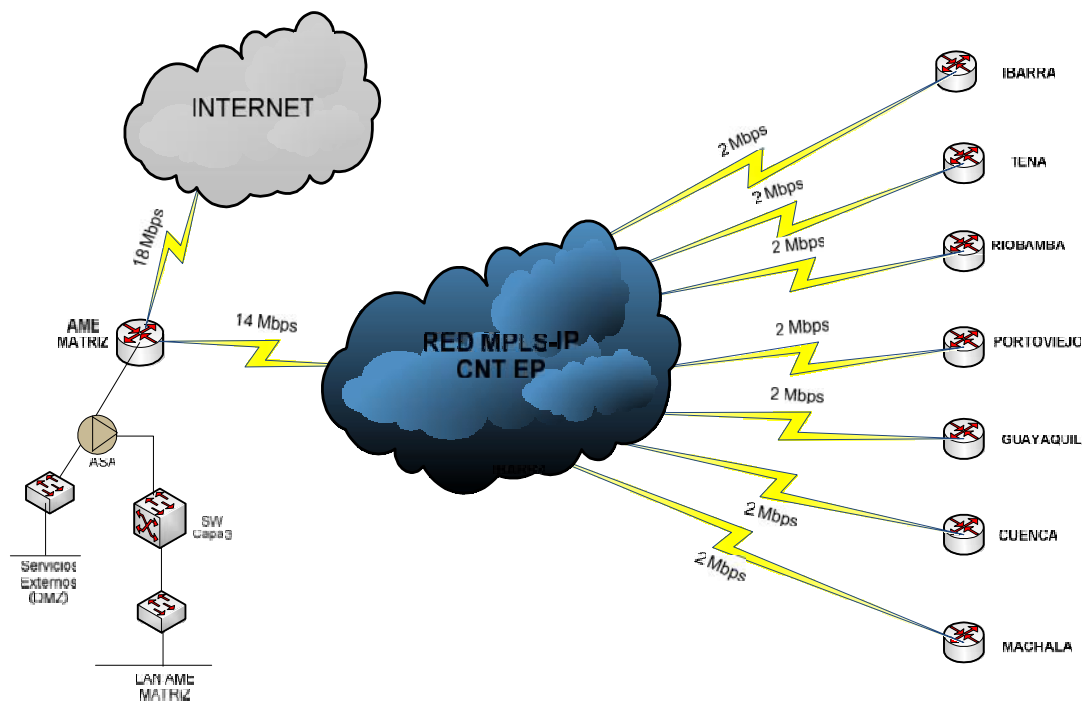 INTERNET
18 Mbps
AME
MATRIZ
14 Mbps
RED MPLS-IP
CNT EP
IBARRA
ASA
SW
Capa3
Servicios
Externos
(DMZ)
LAN AME
MATRIZ
2 Mbps
IBARRA
2 Mbps
TENA
2 Mbps
RIOBAMBA
2 Mbps
PORTOVIEJO
2 Mbps
GUAYAQUIL
2 Mbps
CUENCA
2 Mbps
MACHALA